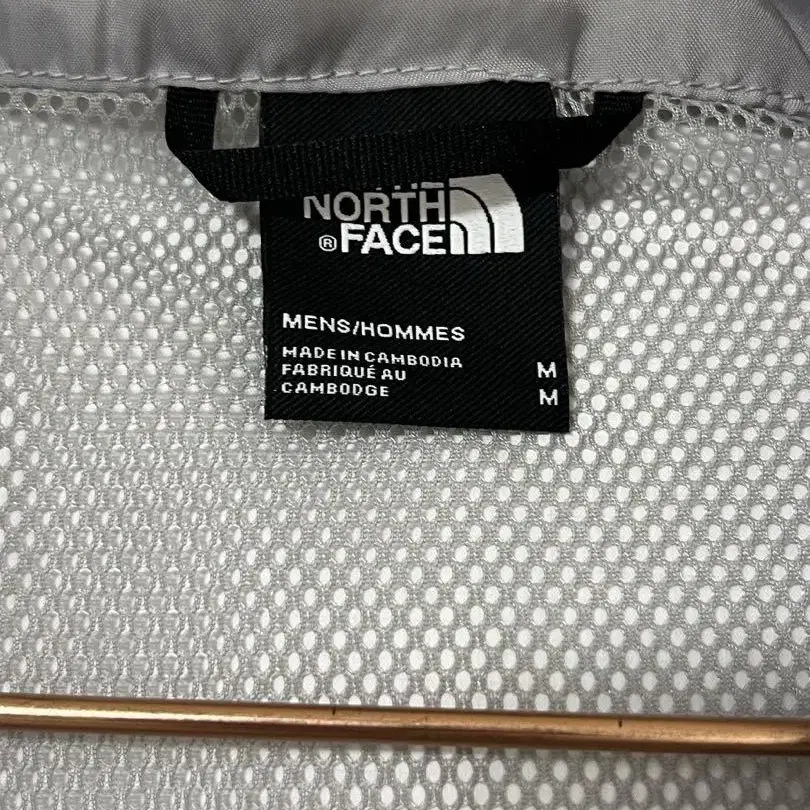 NORTH
® FACE
MENS/HOMMES
MADE IN CAMBODIA
FABRIQUÉ AU
CAMBODGE
M
M